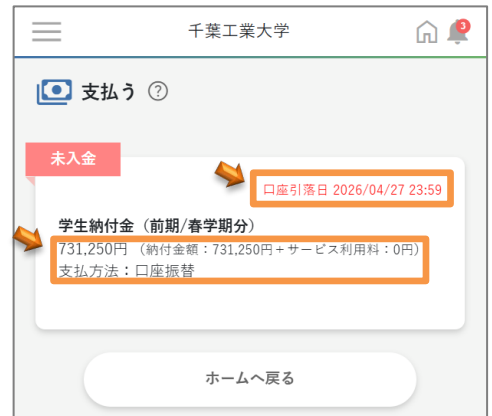 千葉工業大学
3
支払う ?
未入金
口座引落日 2026/04/27 23:59
学生納付金（前期/春学期分）
731,250円 （納付金額：731,250円＋サービス利用料：0円）
支払方法：口座振替
ホームへ戻る